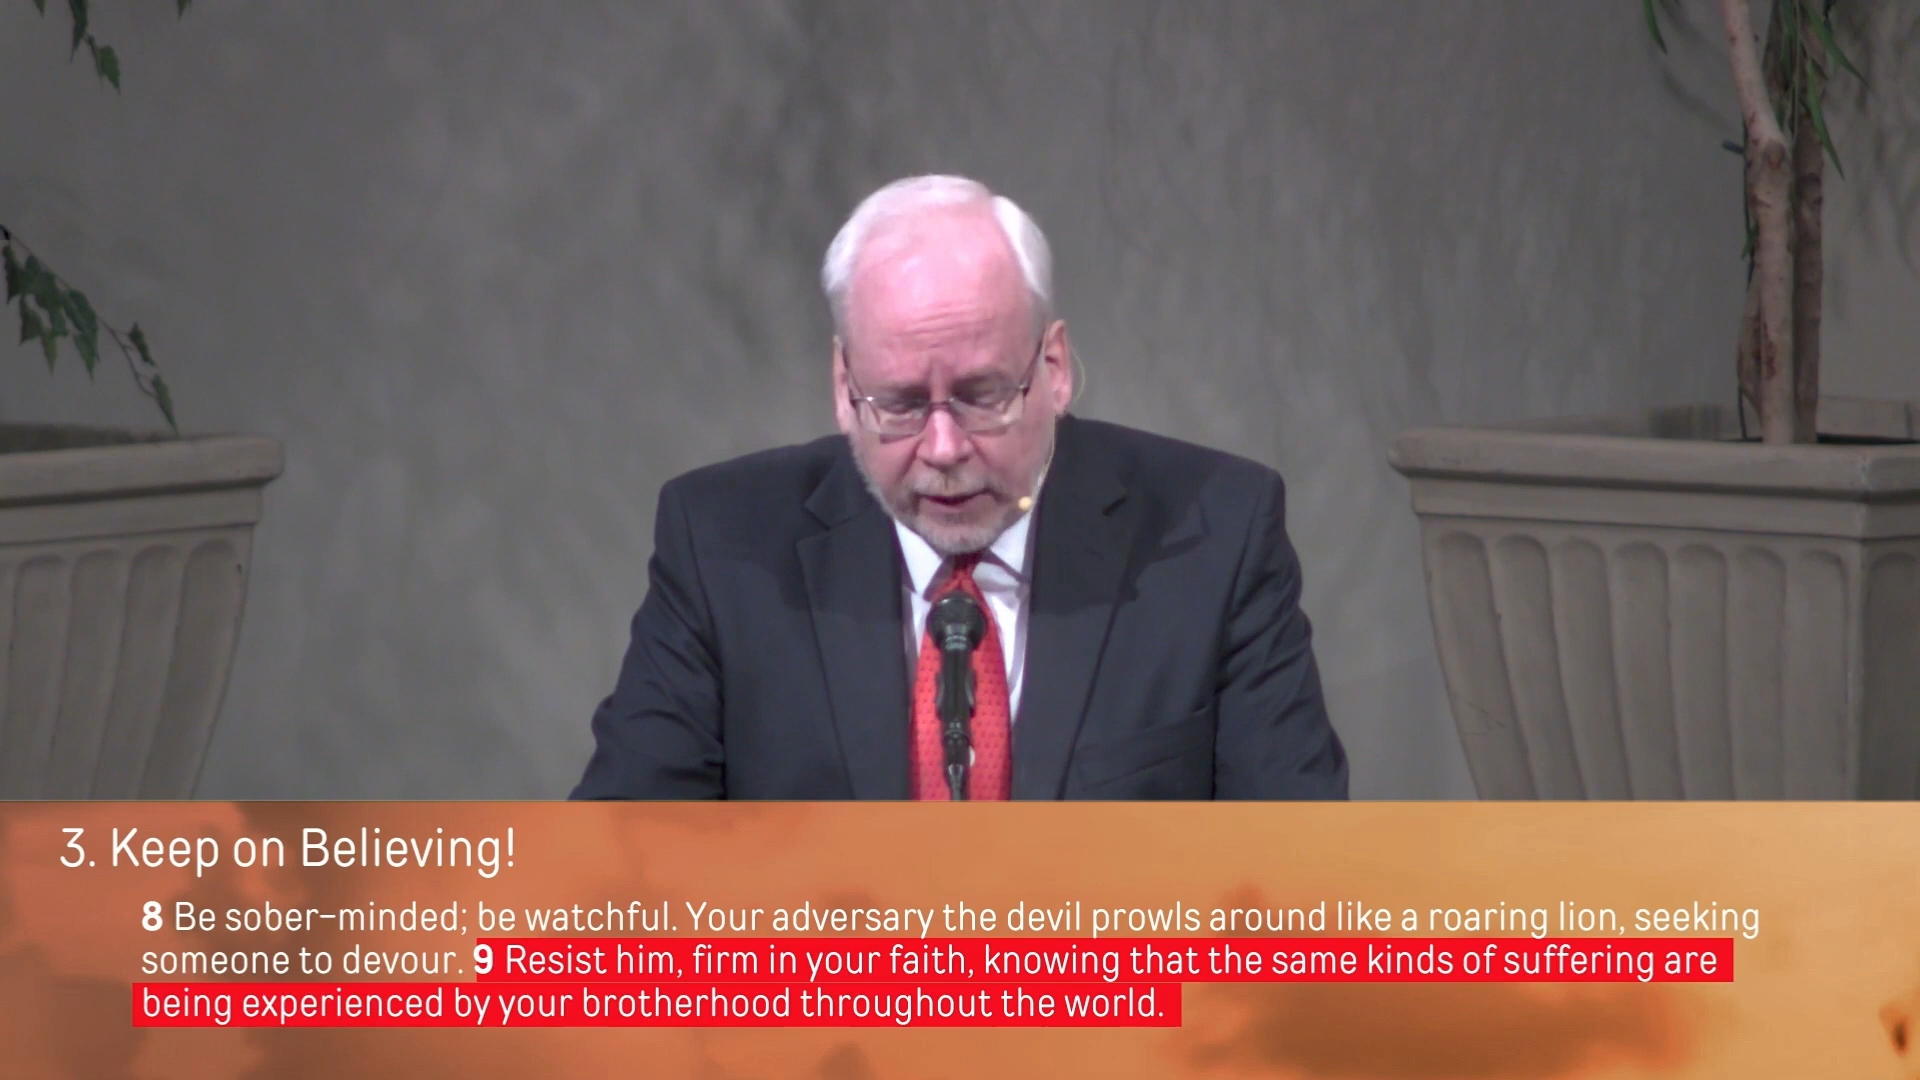 3. Keep on Believing!
8 Be sober-minded; be watchful. Your adversary the devil prowls around like a roaring lion, seeking
someone to devour. 9 Resist him, firm in your faith, knowing that the same kinds of suffering are
being experienced by your brotherhood throughout the world.